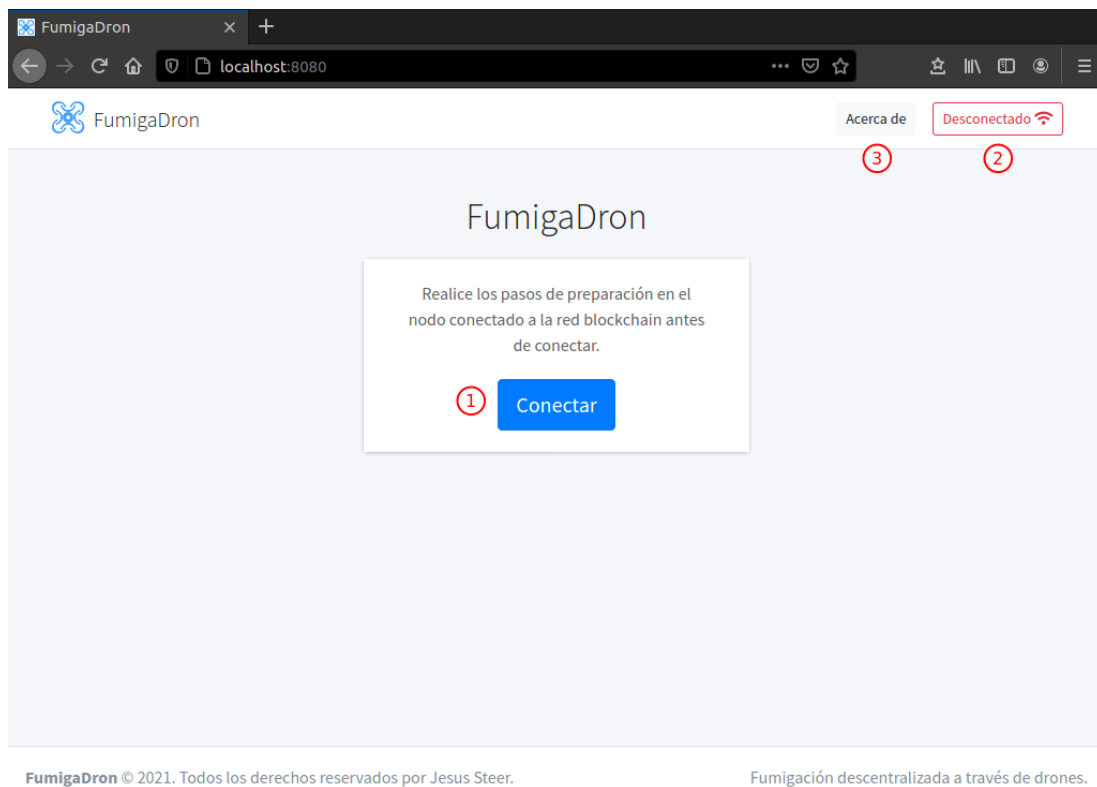 FumigaDron
localhost:8080
FumigaDron
Acerca de
Desconectado
3
2
FumigaDron
Realice los pasos de preparación en el
nodo conectado a la red blockchain antes
de conectar.
1
Conectar
FumigaDron © 2021. Todos los derechos reservados por Jesus Steer.
Fumigación descentralizada a través de drones.